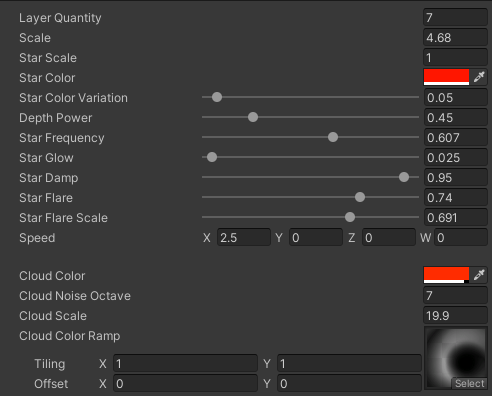 Layer Quantity 7
Scale 4.68
Star Scale 1
Star Color
Star Color Variation 0.05
Depth Power 0.45
Star Frequency 0.607
Star Glow 0.025
Star Damp 0.95
Star Flare 0.74
Star Flare Scale 0.691
Speed X 2.5 Y 0 Z 0 W 0
Cloud Color
Cloud Noise Octave 7
Cloud Scale 19.9
Cloud Color Ramp
Tiling X 1 Y 1
Offset X 0 Y 0 Select